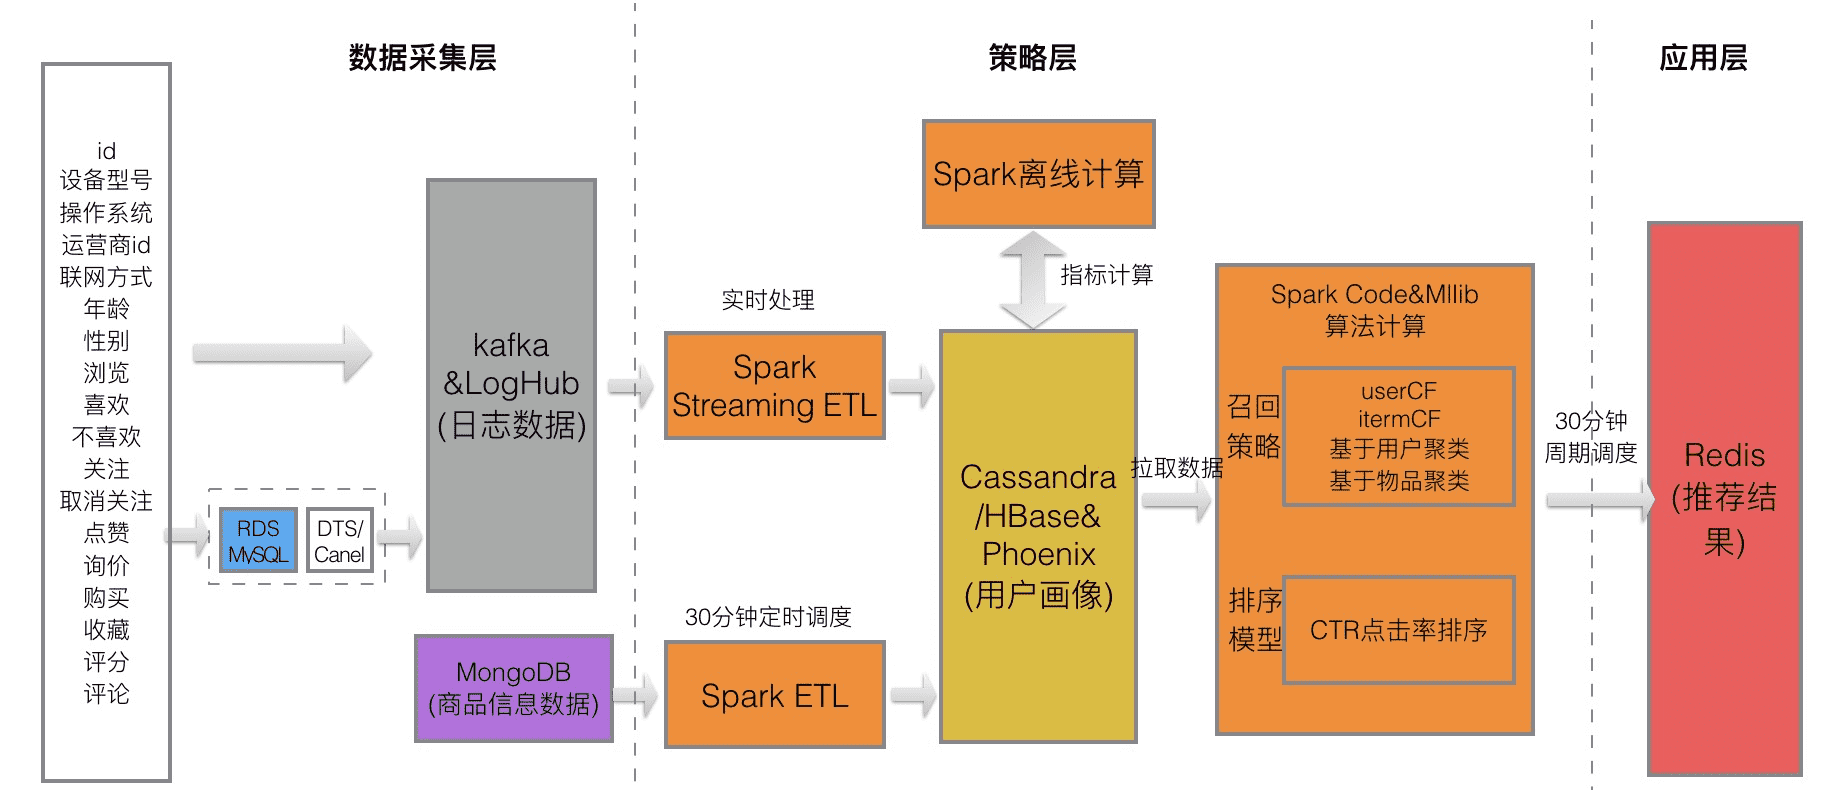 数据采集层
策略层
应用层
id
设备型号
操作系统
运营商id
联网方式
年龄
性别
浏览
喜欢
不喜欢
关注
取消关注
点赞
询价
购买
收藏
评分
评论
RDS
MySQL
DTS/
Canel
kafka
&LogHub
(日志数据)
MongoDB
(商品信息数据)
实时处理
Spark
Streaming ETL
30分钟定时调度
Spark ETL
Spark离线计算
指标计算
Cassandra
/HBase&
Phoenix
(用户画像)
拉取数据
Spark Code&Mllib
算法计算
召回
策略
userCF
itermCF
基于用户聚类
基于物品聚类
排序
模型
CTR点击率排序
30分钟
周期调度
Redis
(推荐结
果)